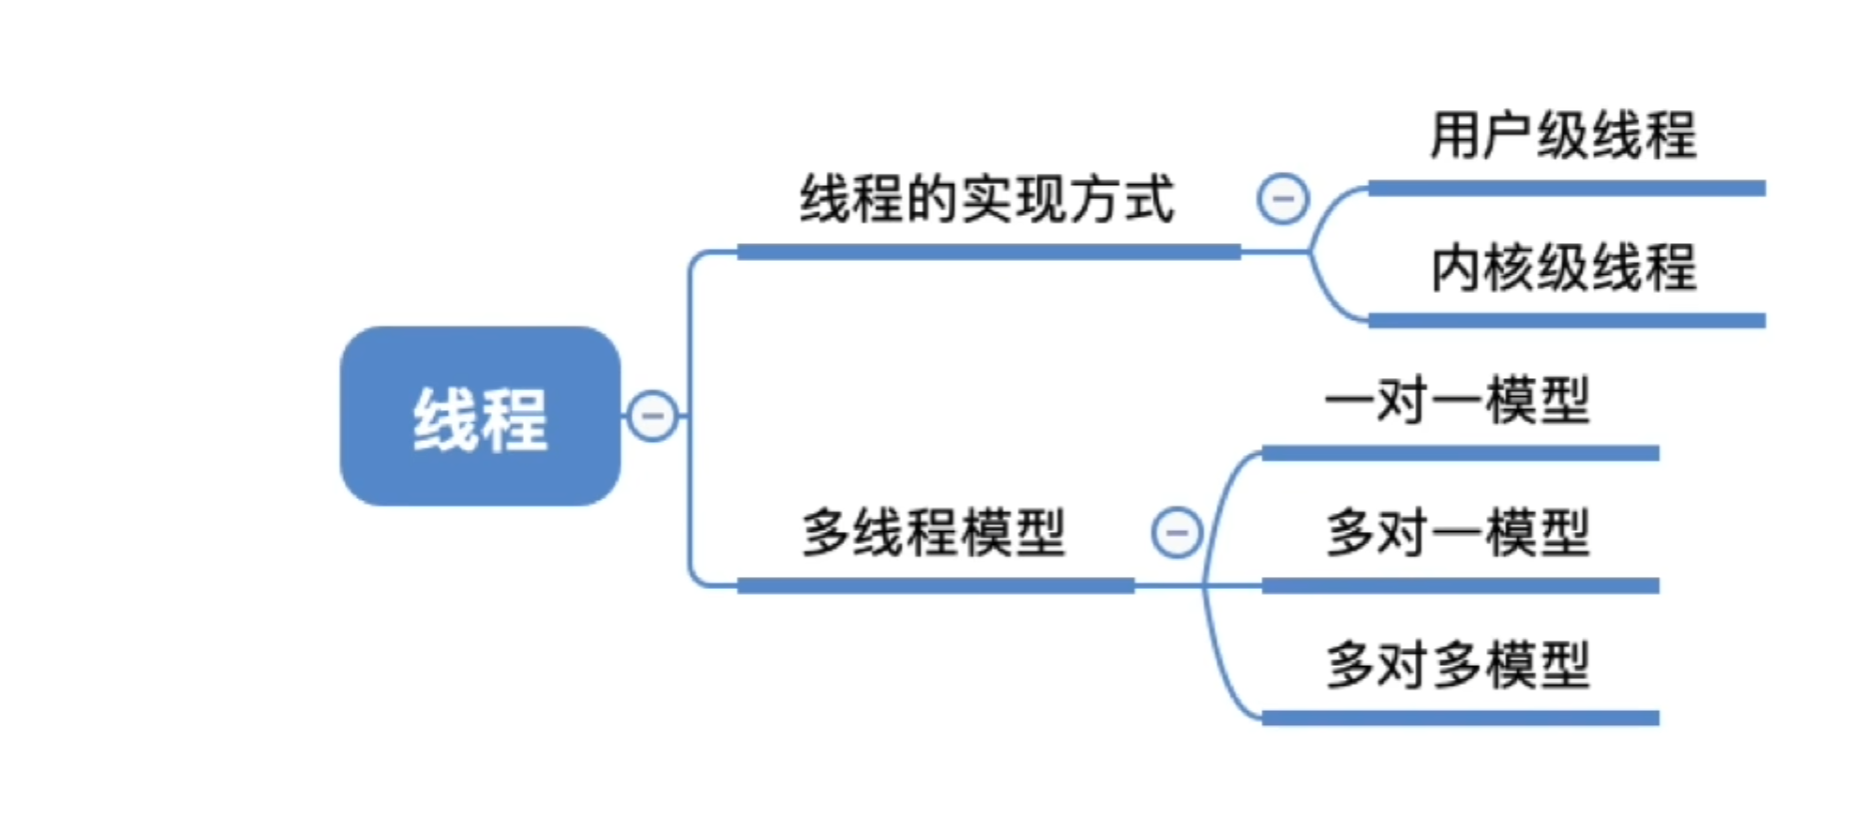 线程
线程的实现方式
用户级线程
内核级线程
多线程模型
一对一模型
多对一模型
多对多模型